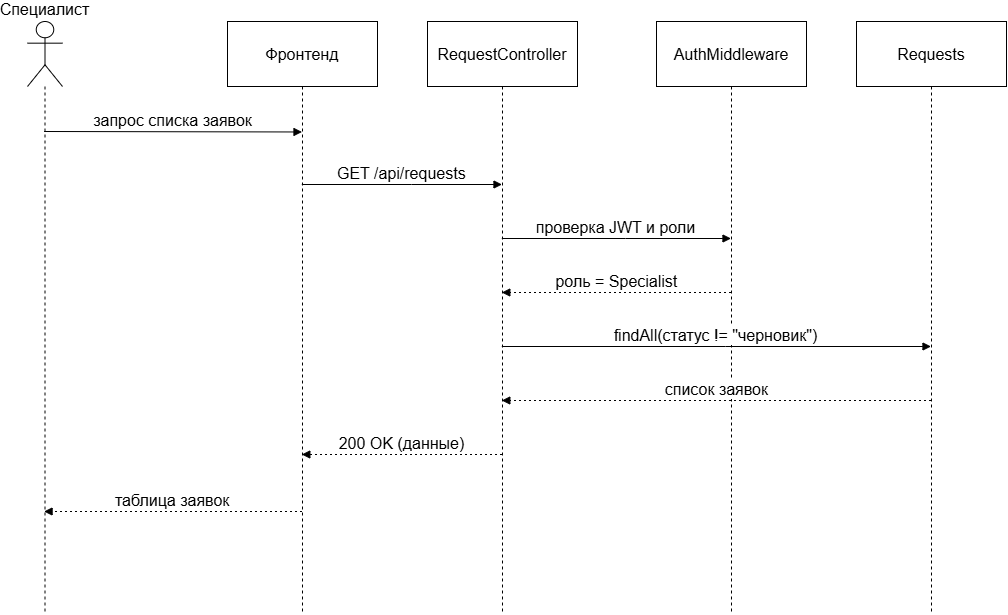 Специалист
Фронтенд
RequestController
AuthMiddleware
Requests
запрос списка заявок
GET /api/requests
проверка JWT и роли
роль = Specialist
findAll(статус != "черновик")
список заявок
200 OK (данные)
таблица заявок